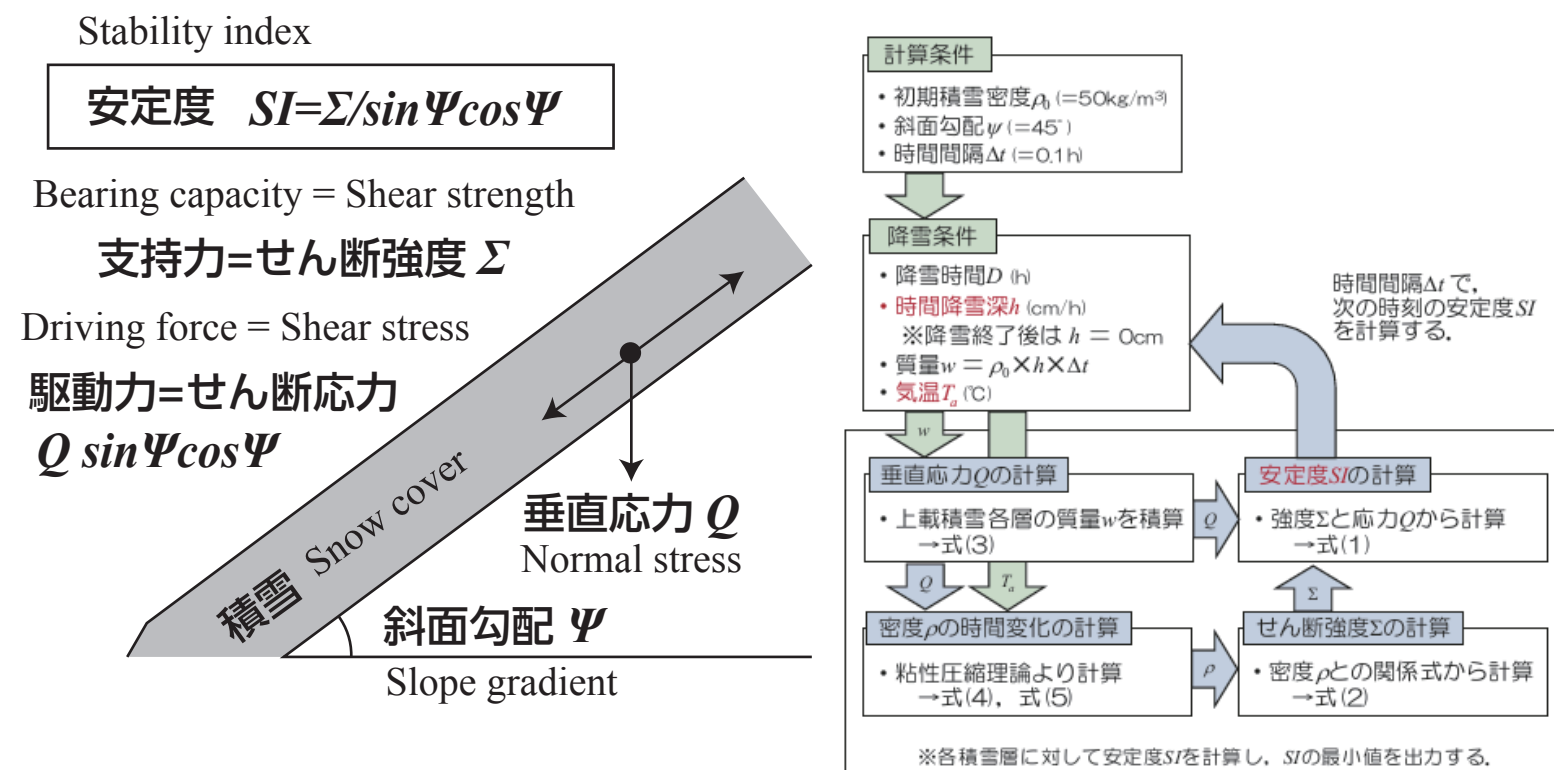 Stability index
安定度 SI=Σ/sinΨcosΨ
Bearing capacity = Shear strength
支持力=せん断強度 Σ
Driving force = Shear stress
駆動力=せん断応力
Q sinΨcosΨ
積雪 Snow cover
垂直応力 Q
Normal stress
斜面勾配 Ψ
Slope gradient
計算条件
・初期積雪密度ρ₀(=50kg/m³)
・斜面勾配ψ(=45°)
・時間間隔Δt(=0.1h)
降雪条件
・降雪時間D (h)
・時間降雪深h (cm/h)
※降雪終了後は h = 0cm
・質量w = ρ₀×h×Δt
・気温Tₐ (℃)
時間間隔Δtで,
次の時刻の安定度SI
を計算する.
w
垂直応力Qの計算
・上載積雪各層の質量wを積算
→式(3)
Q
安定度SIの計算
・強度Σと応力Qから計算
→式(1)
Q
Tₐ
Σ
密度ρの時間変化の計算
・粘性圧縮理論より計算
→式(4), 式(5)
ρ
せん断強度Σの計算
・密度ρとの関係式から計算
→式(2)
※各積雪層に対して安定度SIを計算し, SIの最小値を出力する.